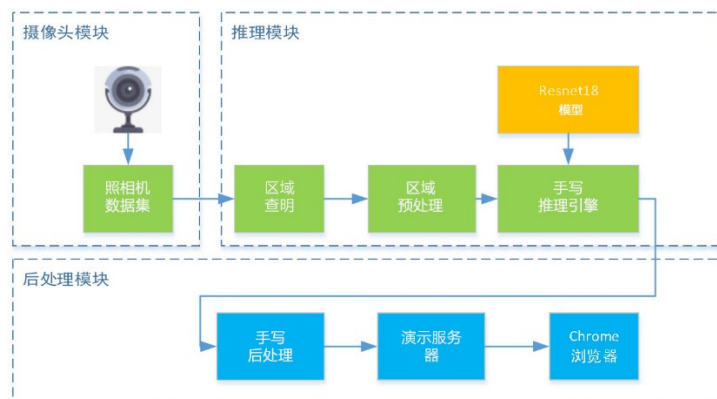 摄像头模块
推理模块
Resnet18
模型
照相机
数据集
区域
查明
区域
预处理
手写
推理引擎
后处理模块
手写
后处理
演示服务
器
Chrome
浏览器